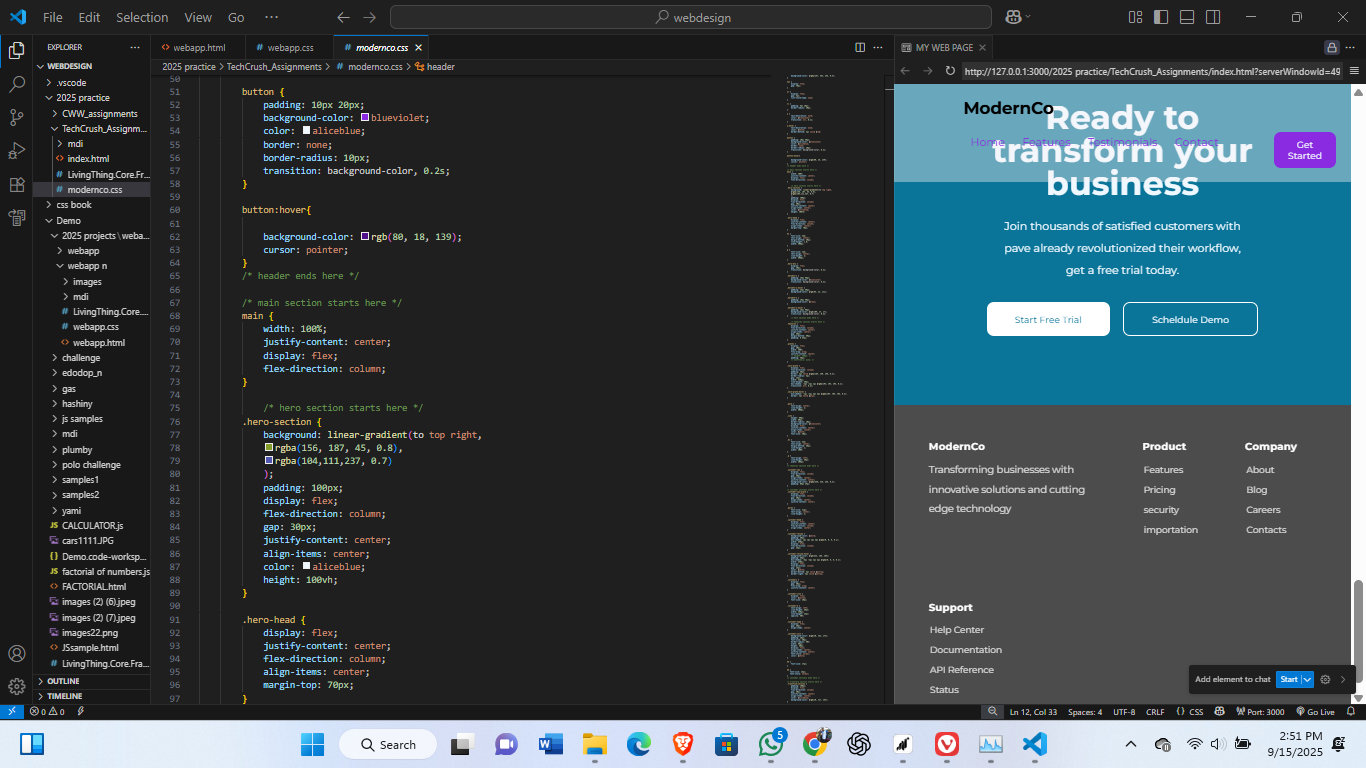 File Edit Selection View Go ···
webdesign
EXPLORER ···
WEBDESIGN
.vscode
2025 practice
CWW_assignments
TechCrush_Assignm...
mdi
index.html
LivingThing.Core.Fr...
modernco.css
css book
Demo
2025 projects \ weba...
webapp
webapp n
images
mdi
LivingThing.Core....
webapp.css
webapp.html
challenge
edodop_n
gas
hashiny
js samples
mdi
plumby
polo challenge
samples1
samples2
yami
JS CALCULATOR.js
cars1111.JPG
{} Demo.code-worksp...
JS factorial of numbers.js
<> FACTORIAL.html
images (2) (6).jpeg
images (2) (7).jpeg
images22.png
<> JSsample.html
# LivingThing.Core.Fra...
OUTLINE
TIMELINE
<> webapp.html # webapp.css # modernco.css ×
2025 practice > TechCrush_Assignments > # modernco.css > header
50
51 button {
52 padding: 10px 20px;
53 background-color: blueviolet;
54 color: aliceblue;
55 border: none;
56 border-radius: 10px;
57 transition: background-color, 0.2s;
58 }
59
60 button:hover{
61
62 background-color: rgb(80, 18, 139);
63 cursor: pointer;
64 }
65 /* header ends here */
66
67 /* main section starts here */
68 main {
69 width: 100%;
70 justify-content: center;
71 display: flex;
72 flex-direction: column;
73 }
74
75 /* hero section starts here */
76 .hero-section {
77 background: linear-gradient(to top right,
78 rgba(156, 187, 45, 0.8),
79 rgba(104,111,237, 0.7)
80 );
81 padding: 100px;
82 display: flex;
83 flex-direction: column;
84 gap: 30px;
85 justify-content: center;
86 align-items: center;
87 color: aliceblue;
88 height: 100vh;
89 }
90
91 .hero-head {
92 display: flex;
93 justify-content: center;
94 flex-direction: column;
95 align-items: center;
96 margin-top: 70px;
97 }
MY WEB PAGE ×
http://127.0.0.1:3000/2025 practice/TechCrush_Assignments/index.html?serverWindowId=49
ModernCo
Home Features Testimonials Contact
Get Started
Ready to
transform your
business
Join thousands of satisfied customers with
pave already revolutionized their workflow,
get a free trial today.
Start Free Trial Scheldule Demo
ModernCo
Transforming businesses with
innovative solutions and cutting
edge technology
Product
Features
Pricing
security
importation
Company
About
Blog
Careers
Contacts
Support
Help Center
Documentation
API Reference
Status
Add element to chat Start
0 0
Ln 12, Col 33 Spaces: 4 UTF-8 CRLF {} CSS Port: 3000 Go Live
Search
5
2:51 PM
9/15/2025